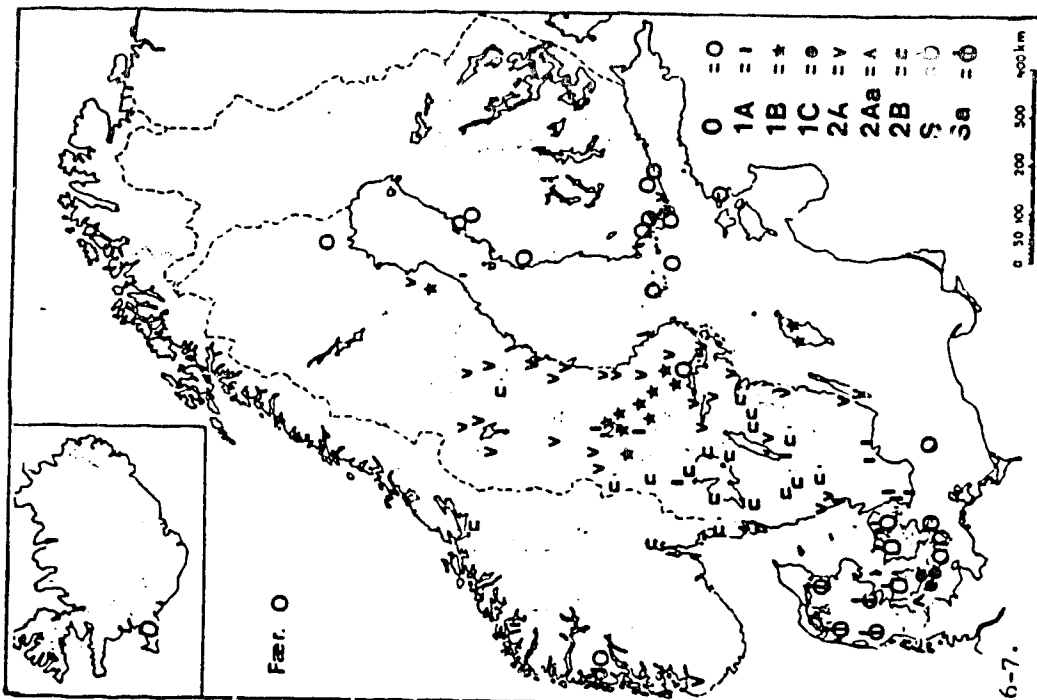 Fær. O
O = O
1A = ı
1B = ★
1C = ⊕
2A = v
2Aa = ʌ
2B = c
S = ϕ
Sa = ϕ
0 50 100 200 300 400 km
6-7.